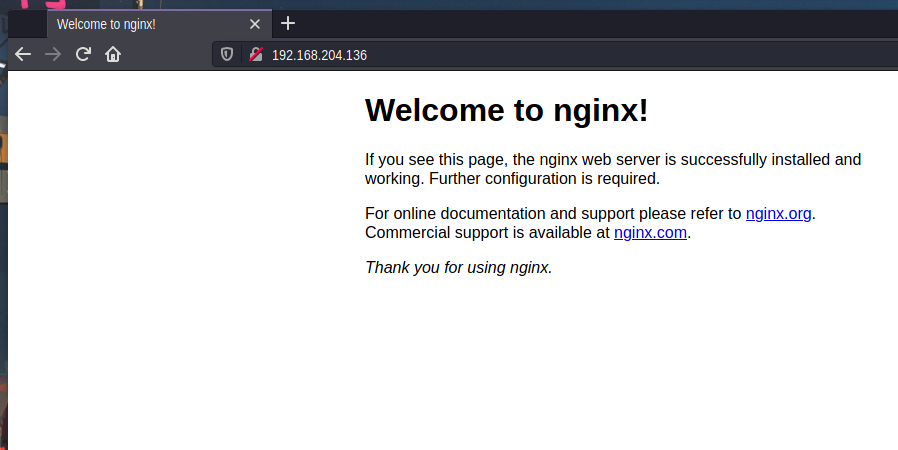 Welcome to nginx!
192.168.204.136
Welcome to nginx!
If you see this page, the nginx web server is successfully installed and
working. Further configuration is required.
For online documentation and support please refer to nginx.org.
Commercial support is available at nginx.com.
Thank you for using nginx.